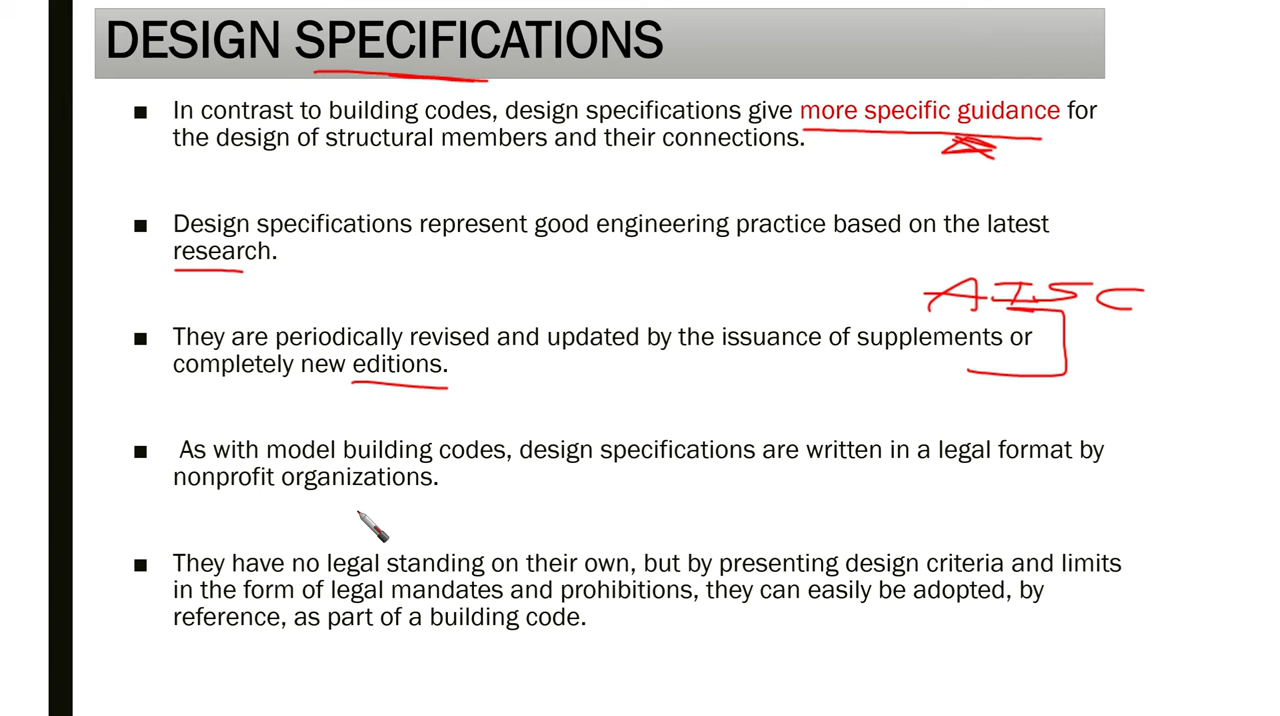 DESIGN SPECIFICATIONS
■ In contrast to building codes, design specifications give more specific guidance for
the design of structural members and their connections.
■ Design specifications represent good engineering practice based on the latest
research.
AISC
■ They are periodically revised and updated by the issuance of supplements or
completely new editions.
■ As with model building codes, design specifications are written in a legal format by
nonprofit organizations.
■ They have no legal standing on their own, but by presenting design criteria and limits
in the form of legal mandates and prohibitions, they can easily be adopted, by
reference, as part of a building code.